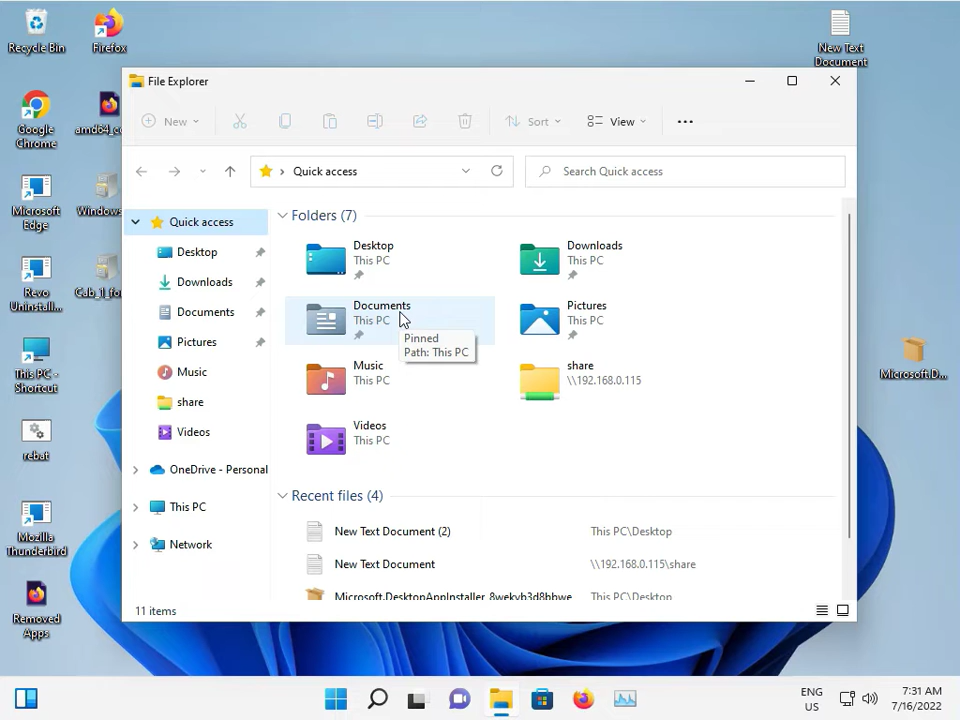 Recycle Bin
Firefox
New Text
Document
Google
Chrome
amd64_co
Microsoft
Edge
Windows
Revo
Uninstall...
Cab_1_for
This PC -
Shortcut
rebat
Mozilla
Thunderbird
Removed
Apps
Microsoft.D...
File Explorer
New
Sort
View
Quick access
Search Quick access
Quick access
Desktop
Downloads
Documents
Pictures
Music
share
Videos
OneDrive - Personal
This PC
Network
Folders (7)
Desktop
This PC
Downloads
This PC
Documents
This PC
Pictures
This PC
Pinned
Path: This PC
Music
This PC
share
\\192.168.0.115
Videos
This PC
Recent files (4)
New Text Document (2)
This PC\Desktop
New Text Document
\\192.168.0.115\share
Microsoft.DesktopAppInstaller_8wekyb3d8bbwe
This PC\Desktop
11 items
ENG
US
7:31 AM
7/16/2022